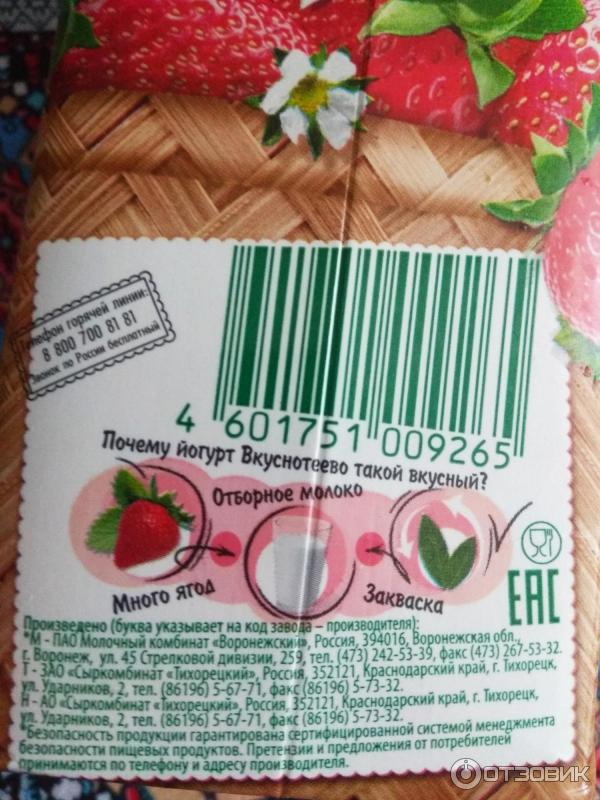 Телефон горячей линии:
8 800 700 81 81
Звонок по России бесплатный
4 601751 009265
Почему йогурт Вкуснотеево такой вкусный?
Отборное молоко
Много ягод
Закваска
EAC
Произведено (буква указывает на код завода – производителя):
*М - ПАО Молочный комбинат «Воронежский», Россия, 394016, Воронежская обл.,
г. Воронеж, ул. 45 Стрелковой дивизии, 259, тел. (473) 242-53-39, факс (473) 267-53-32.
Т - ЗАО «Сыркомбинат «Тихорецкий», Россия, 352121, Краснодарский край, г. Тихорецк,
ул. Ударников, 2, тел. (86196) 5-67-71, факс (86196) 5-73-32.
Н - АО «Сыркомбинат «Тихорецкий», Россия, 352121, Краснодарский край, г. Тихорецк,
ул. Ударников, 2, тел. (86196) 5-67-71, факс (86196) 5-73-32.
Безопасность продукции гарантирована сертифицированной системой менеджмента
безопасности пищевых продуктов. Претензии и предложения от потребителей
принимаются по телефону и адресу производителя.
ОТЗОВИК